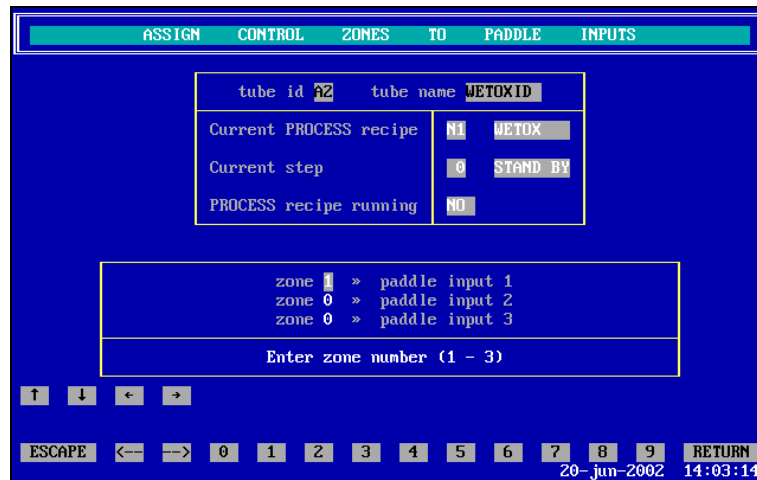 ASSIGN CONTROL ZONES TO PADDLE INPUTS
tube id A2 tube name WETOXID
Current PROCESS recipe N1 WETOX
Current step 0 STAND BY
PROCESS recipe running NO
zone 1 » paddle input 1
zone 0 » paddle input 2
zone 0 » paddle input 3
Enter zone number (1 - 3)
↑ ↓ ← →
ESCAPE <-- --> 0 1 2 3 4 5 6 7 8 9 RETURN
20-jun-2002 14:03:14